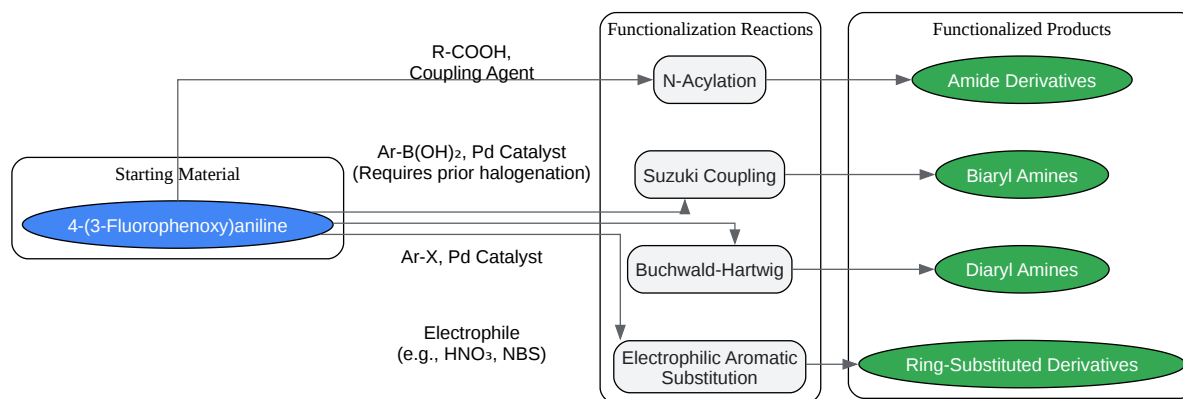 Functionalization Reactions
Functionalized Products
R-COOH,
Coupling Agent
N-Acylation
Amide Derivatives
Ar-B(OH)₂, Pd Catalyst
(Requires prior halogenation)
Starting Material
Suzuki Coupling
Biaryl Amines
4-(3-Fluorophenoxy)aniline
Ar-X, Pd Catalyst
Buchwald-Hartwig
Diaryl Amines
Electrophile
(e.g., HNO₃, NBS)
Electrophilic Aromatic
Substitution
Ring-Substituted Derivatives